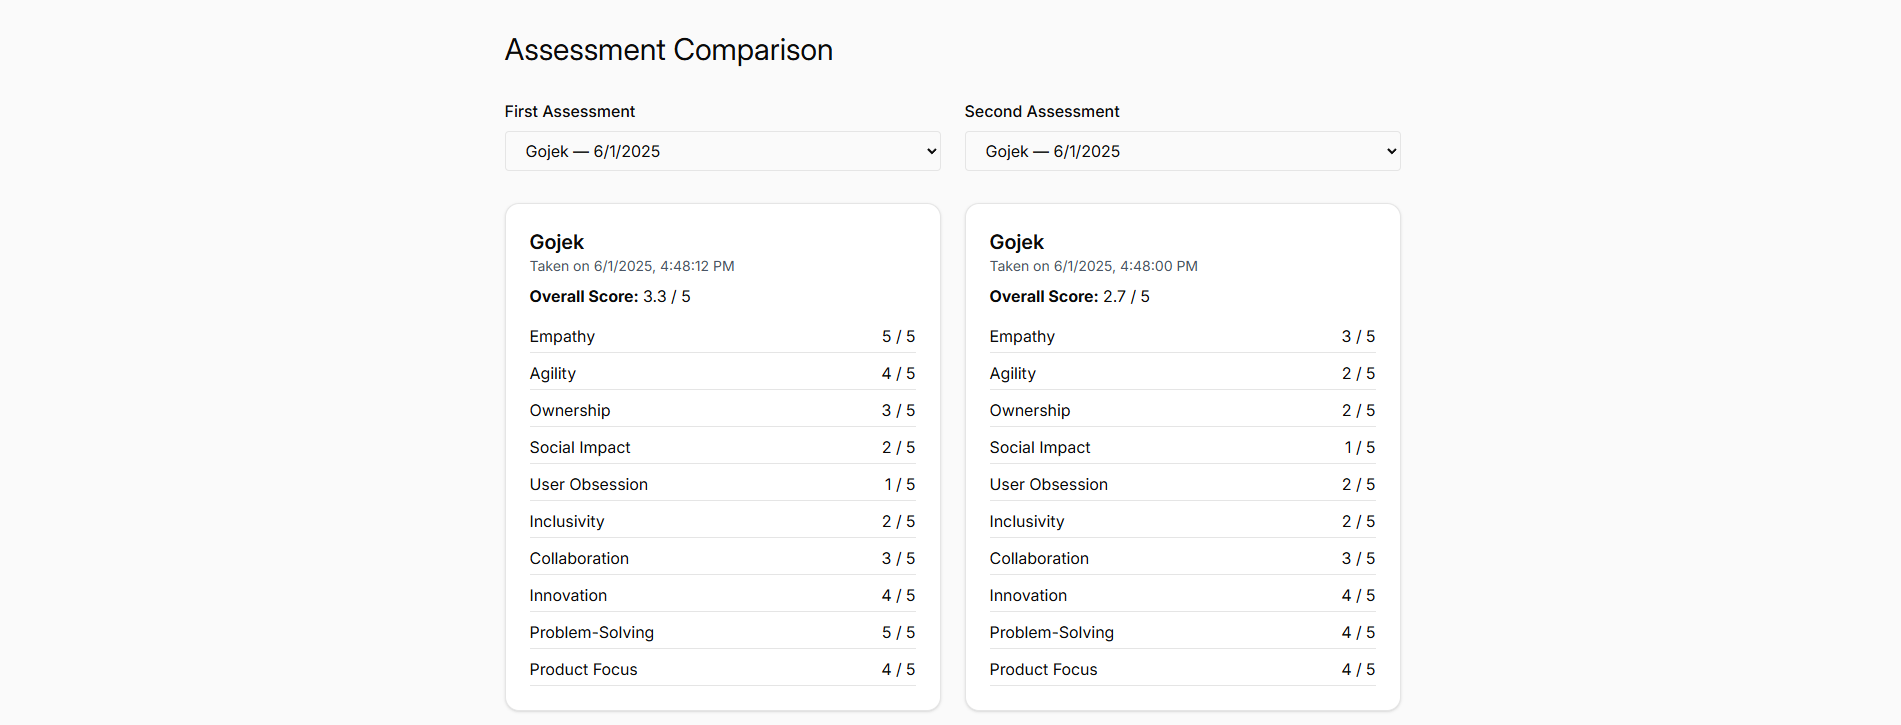 Assessment Comparison
First Assessment
Gojek — 6/1/2025
Second Assessment
Gojek — 6/1/2025
Gojek
Taken on 6/1/2025, 4:48:12 PM
Overall Score: 3.3 / 5
Empathy 5 / 5
Agility 4 / 5
Ownership 3 / 5
Social Impact 2 / 5
User Obsession 1 / 5
Inclusivity 2 / 5
Collaboration 3 / 5
Innovation 4 / 5
Problem-Solving 5 / 5
Product Focus 4 / 5
Gojek
Taken on 6/1/2025, 4:48:00 PM
Overall Score: 2.7 / 5
Empathy 3 / 5
Agility 2 / 5
Ownership 2 / 5
Social Impact 1 / 5
User Obsession 2 / 5
Inclusivity 2 / 5
Collaboration 3 / 5
Innovation 4 / 5
Problem-Solving 4 / 5
Product Focus 4 / 5